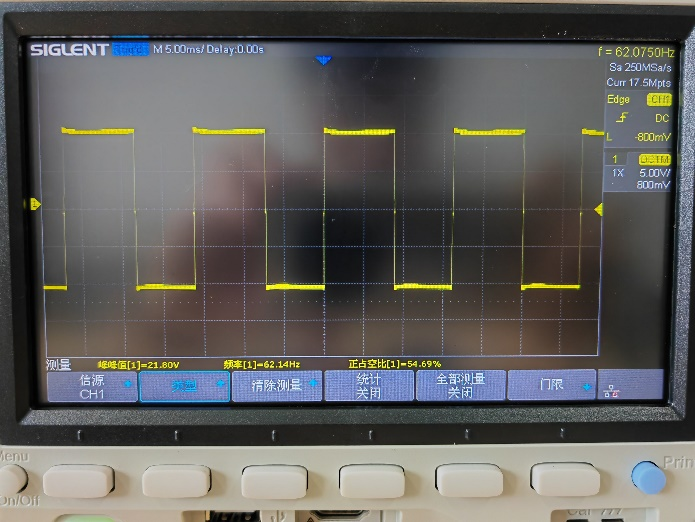 SIGLENT M 5.00ms/ Delay:0.00s
f = 62.0750Hz
Sa 250MSa/s
Curr 17.5Mpts
Edge CH1
DC
L -800mV
1 DC1M
1X 5.00V/
800mV
测量 峰峰值[1]=21.80V 频率[1]=62.14Hz 正占空比[1]=54.69%
信源 CH1
类型
清除测量
统计 关闭
全部测量 关闭
门限
Menu
On/Off
Prin